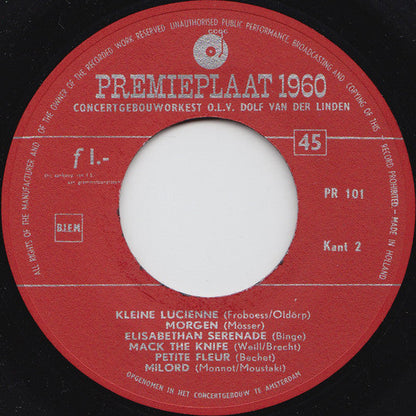 ALL RIGHTS OF THE MANUFACTURER AND OF THE OWNER OF THE RECORDED WORK RESERVED UNAUTHORISED PUBLIC PERFORMANCE, BROADCASTING AND COPYING OF THIS RECORD PROHIBITED - MADE IN HOLLAND
CCGC
PREMIEPLAAT 1960
CONCERTGEBOUWORKEST O.L.V. DOLF VAN DER LINDEN
45
f 1.-
PR 101
B.I.E.M
Kant 2
KLEINE LUCIENNE (Froboess/Oldörp)
MORGEN (Mösser)
ELISABETHAN SERENADE (Binge)
MACK THE KNIFE (Weill/Brecht)
PETITE FLEUR (Bechet)
MILORD (Monnot/Moustaki)
OPGENOMEN IN HET CONCERTGEBOUW TE AMSTERDAM